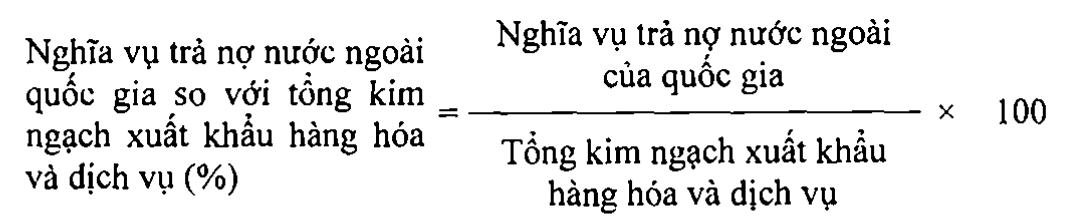 Nghĩa vụ trả nợ nước ngoài
quốc gia so với tổng kim
ngạch xuất khẩu hàng hóa
và dịch vụ (%)
=
Nghĩa vụ trả nợ nước ngoài
của quốc gia
Tổng kim ngạch xuất khẩu
hàng hóa và dịch vụ
× 100